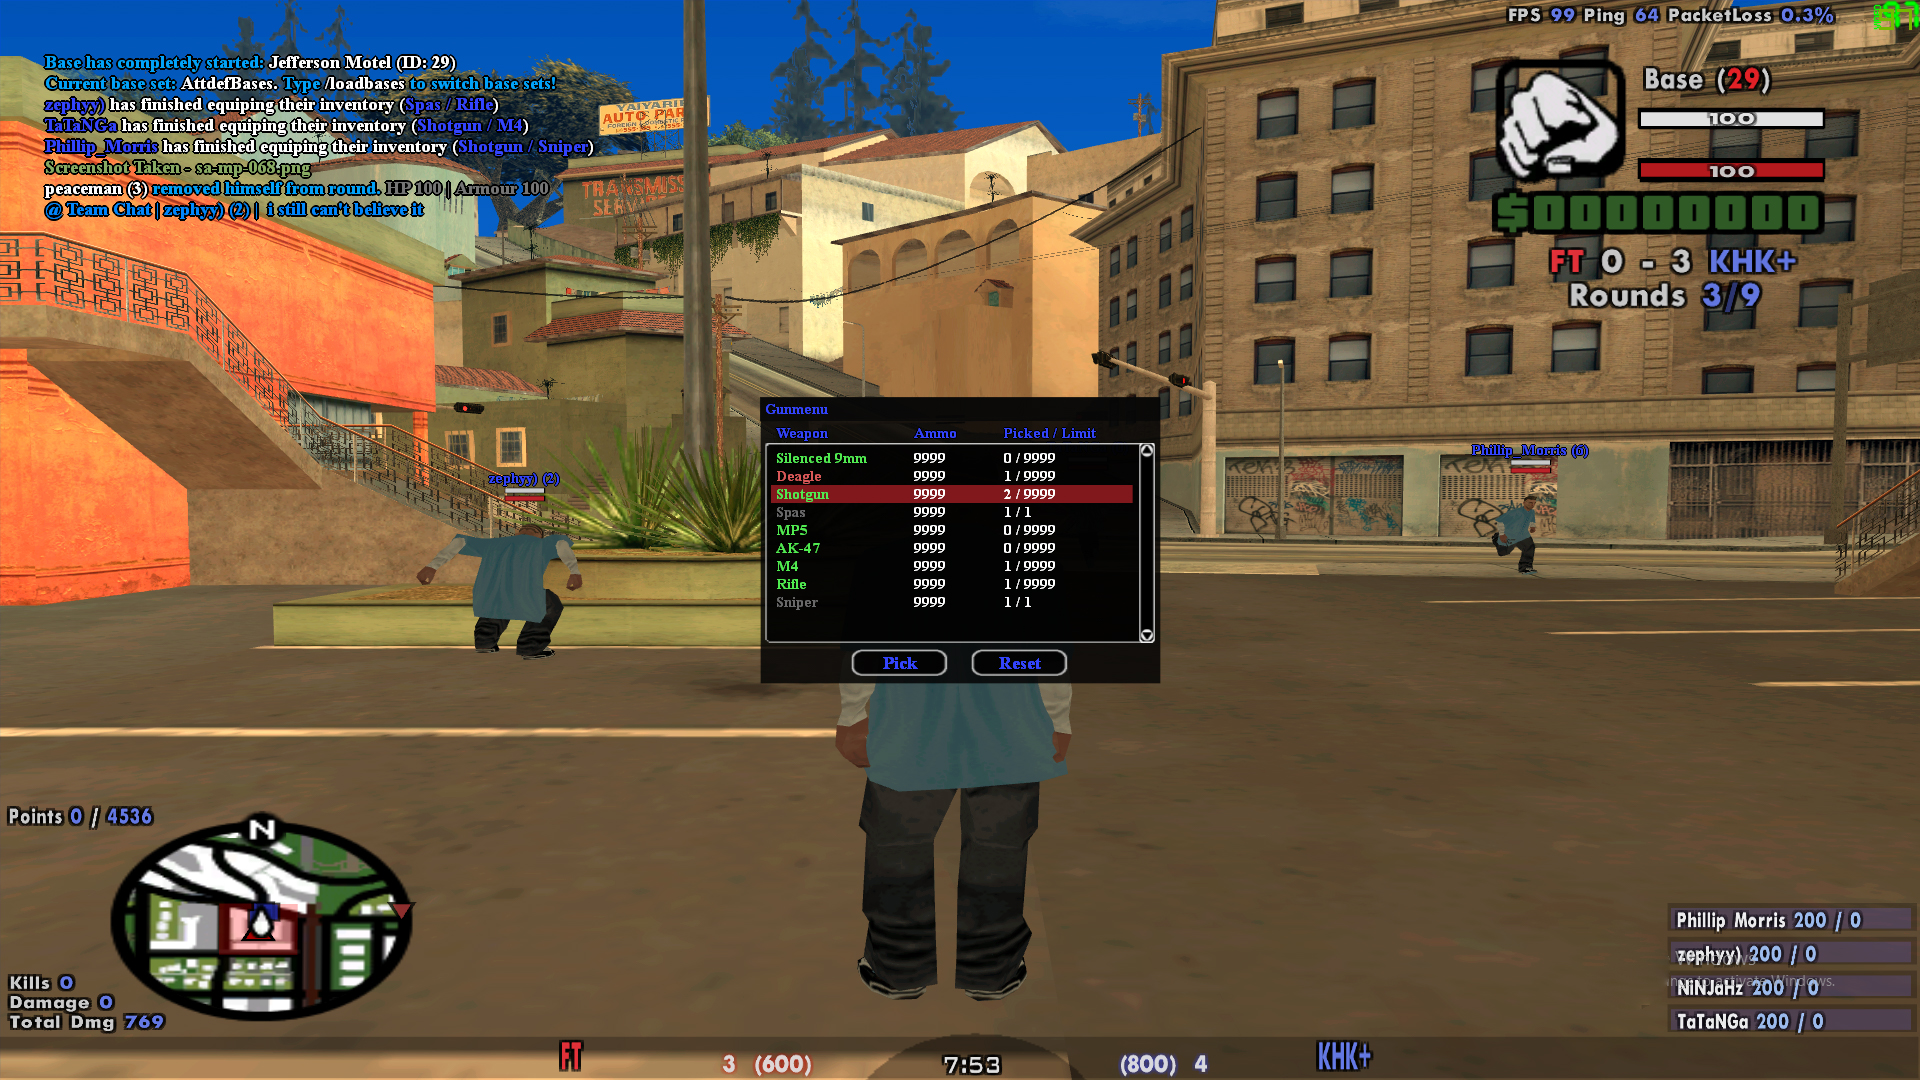 FPS 99 Ping 64 PacketLoss 0.3%
97
Base has completely started: Jefferson Motel (ID: 29)
Current base set: AttdefBases. Type /loadbases to switch base sets!
zephyy) has finished equiping their inventory (Spas / Rifle)
TaTaNGa has finished equiping their inventory (Shotgun / M4)
Phillip_Morris has finished equiping their inventory (Shotgun / Sniper)
Screenshot Taken - sa-mp-068.png
peaceman (3) removed himself from round. HP 100 | Armour 100
@ Team Chat | zephyy) (2) | i still can't believe it
AUTO PAR
TRANSMISS
SERV
Base (29)
100
100
$00000000
FT 0 - 3 KHK+
Rounds 3/9
Gunmenu
Weapon Ammo Picked / Limit
Silenced 9mm 9999 0 / 9999
Deagle 9999 1 / 9999
Shotgun 9999 2 / 9999
Spas 9999 1 / 1
MP5 9999 0 / 9999
AK-47 9999 0 / 9999
M4 9999 1 / 9999
Rifle 9999 1 / 9999
Sniper 9999 1 / 1
Pick Reset
zephyy) (2)
Phillip_Morris (6)
Points 0 / 4536
N
Kills 0
Damage 0
Total Dmg 769
Phillip Morris 200 / 0
zephyy) 200 / 0
NiNJaHz 200 / 0
TaTaNGa 200 / 0
to activate Windows.
FT 3 (600) 7:53 (800) 4 KHK+